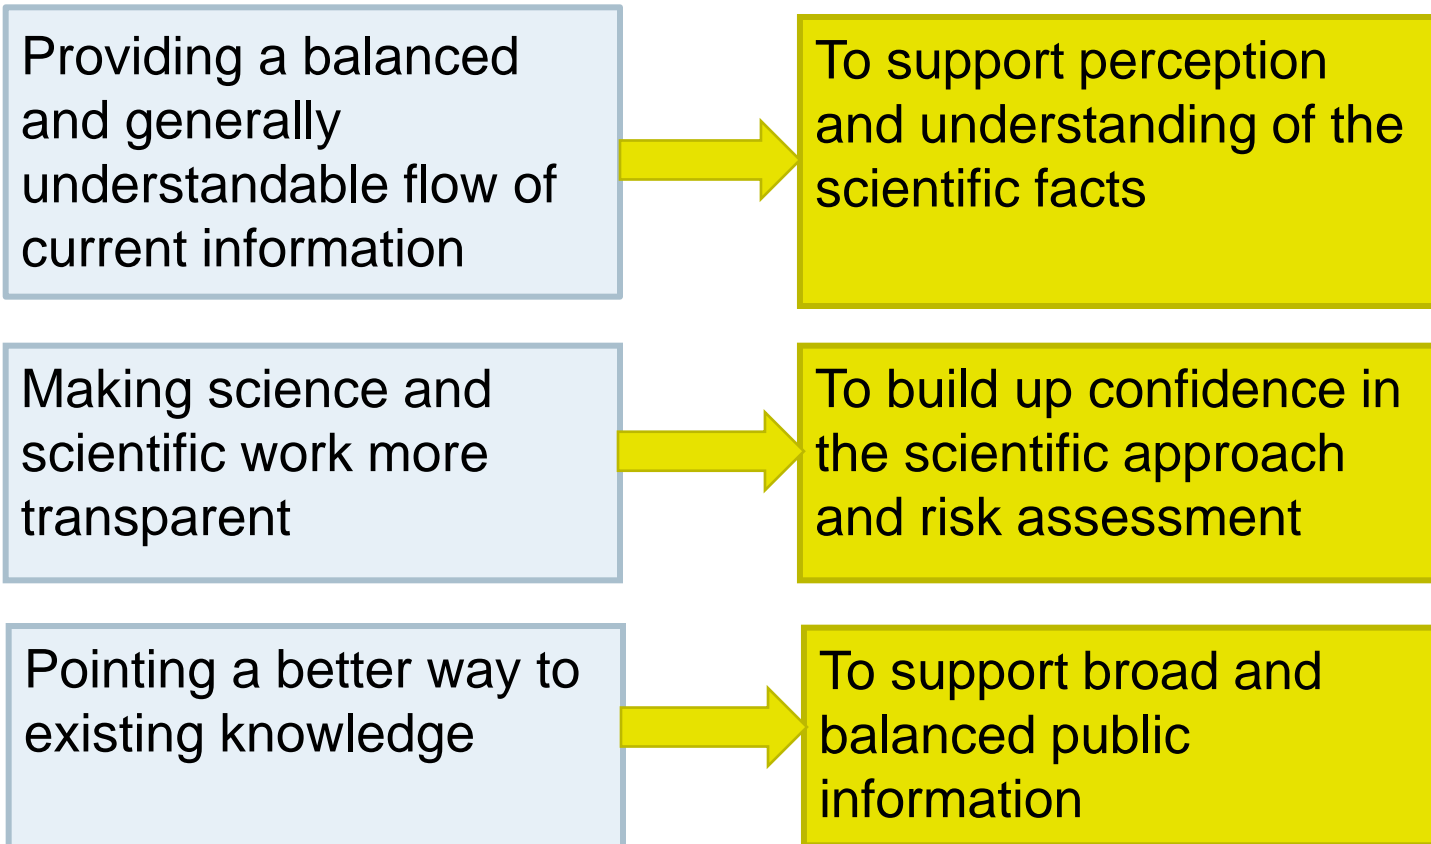 Providing a balanced
and generally
understandable flow of
current information
To support perception
and understanding of the
scientific facts
Making science and
scientific work more
transparent
To build up confidence in
the scientific approach
and risk assessment
Pointing a better way to
existing knowledge
To support broad and
balanced public
information